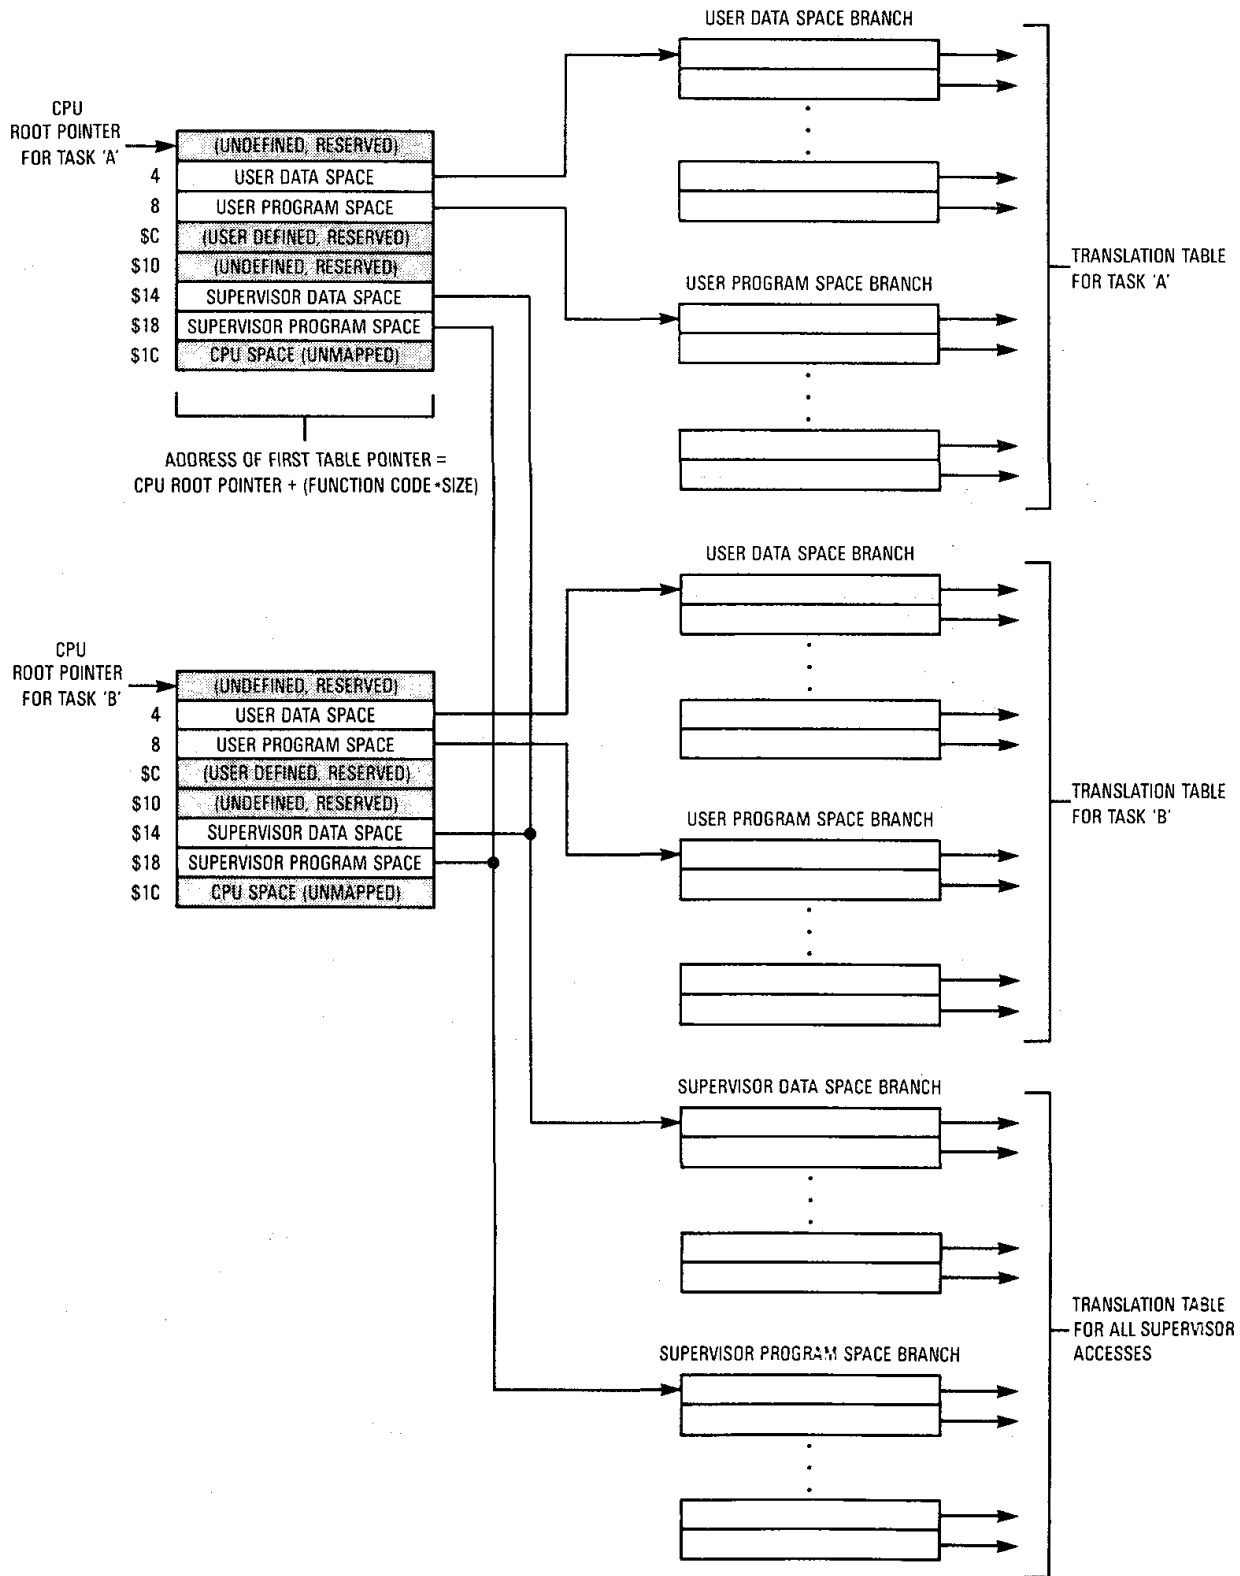 USER DATA SPACE BRANCH
CPU
ROOT POINTER
FOR TASK 'A'
(UNDEFINED, RESERVED)
4 USER DATA SPACE
8 USER PROGRAM SPACE
$C (USER DEFINED, RESERVED)
$10 (UNDEFINED, RESERVED)
$14 SUPERVISOR DATA SPACE
$18 SUPERVISOR PROGRAM SPACE
$1C CPU SPACE (UNMAPPED)
ADDRESS OF FIRST TABLE POINTER =
CPU ROOT POINTER + (FUNCTION CODE*SIZE)
USER PROGRAM SPACE BRANCH
TRANSLATION TABLE
FOR TASK 'A'
USER DATA SPACE BRANCH
CPU
ROOT POINTER
FOR TASK 'B'
(UNDEFINED, RESERVED)
4 USER DATA SPACE
8 USER PROGRAM SPACE
$C (USER DEFINED, RESERVED)
$10 (UNDEFINED, RESERVED)
$14 SUPERVISOR DATA SPACE
$18 SUPERVISOR PROGRAM SPACE
$1C CPU SPACE (UNMAPPED)
USER PROGRAM SPACE BRANCH
TRANSLATION TABLE
FOR TASK 'B'
SUPERVISOR DATA SPACE BRANCH
SUPERVISOR PROGRAM SPACE BRANCH
TRANSLATION TABLE
FOR ALL SUPERVISOR
ACCESSES